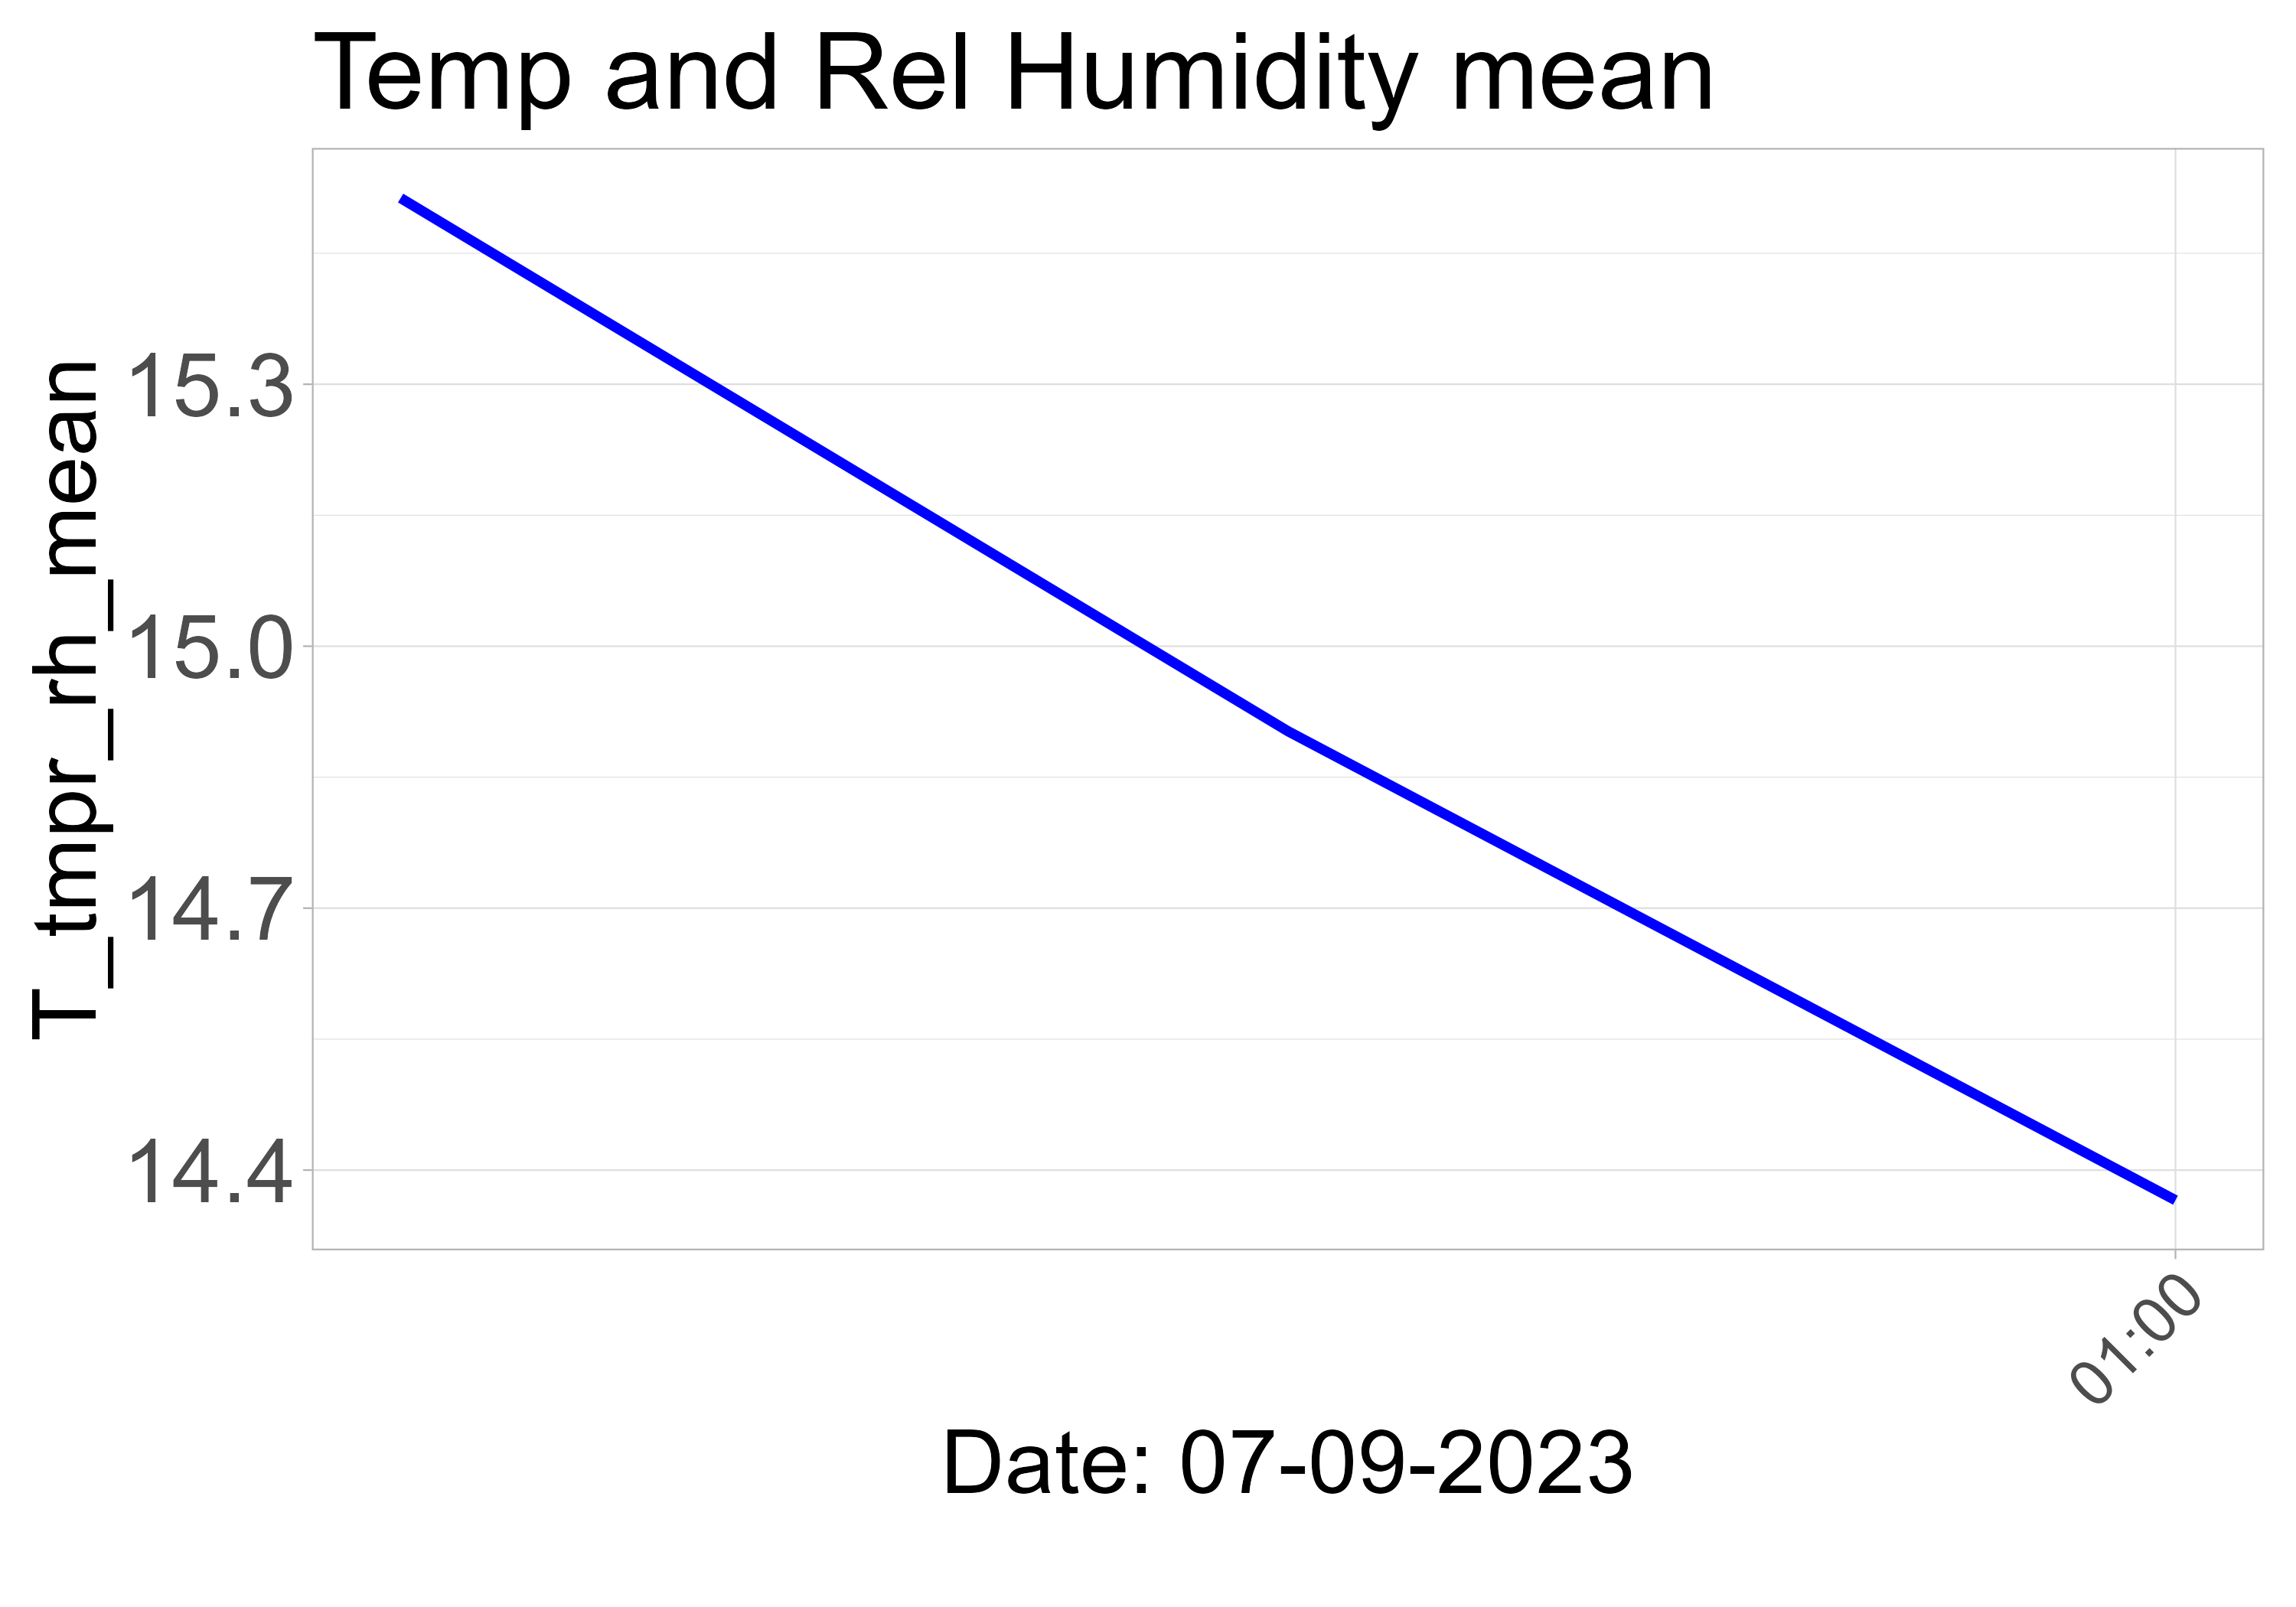 Temp and Rel Humidity mean
T_tmpr_rh_mean
15.3
15.0
14.7
14.4
01:00
Date: 07-09-2023